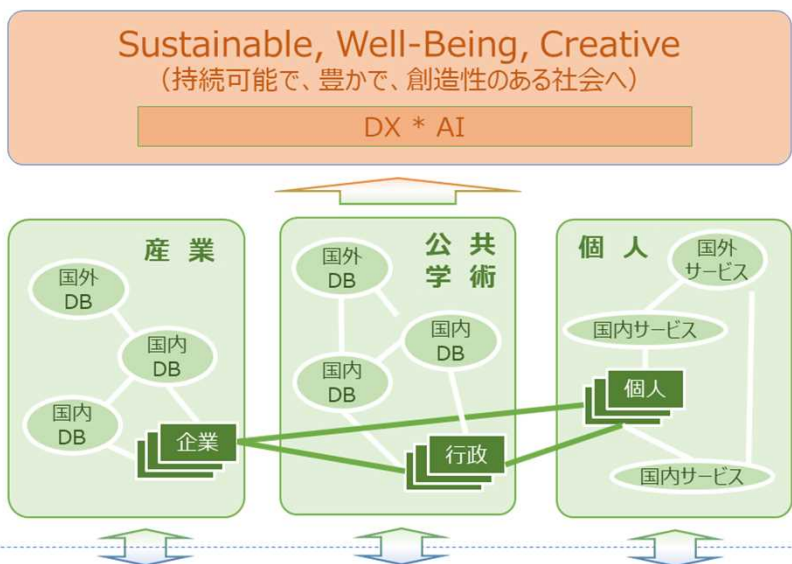 Sustainable, Well-Being, Creative
（持続可能で、豊かで、創造性のある社会へ）
DX * AI
産 業
国外
DB
国内
DB
国内
DB
企業
公 共
学 術
国外
DB
国内
DB
国内
DB
行政
個 人
国外
サービス
国内サービス
個人
国内サービス